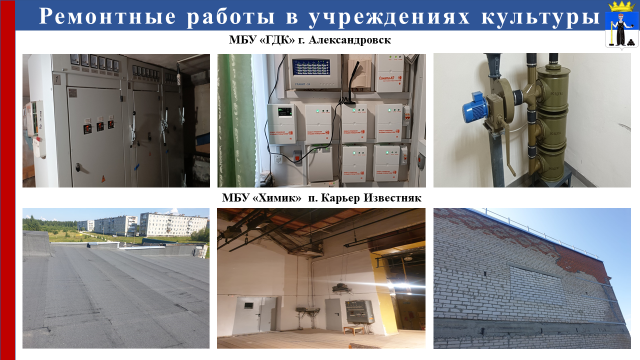 Ремонтные работы в учреждениях культуры
МБУ «ГДК» г. Александровск
МБУ «Химик» п. Карьер Известняк